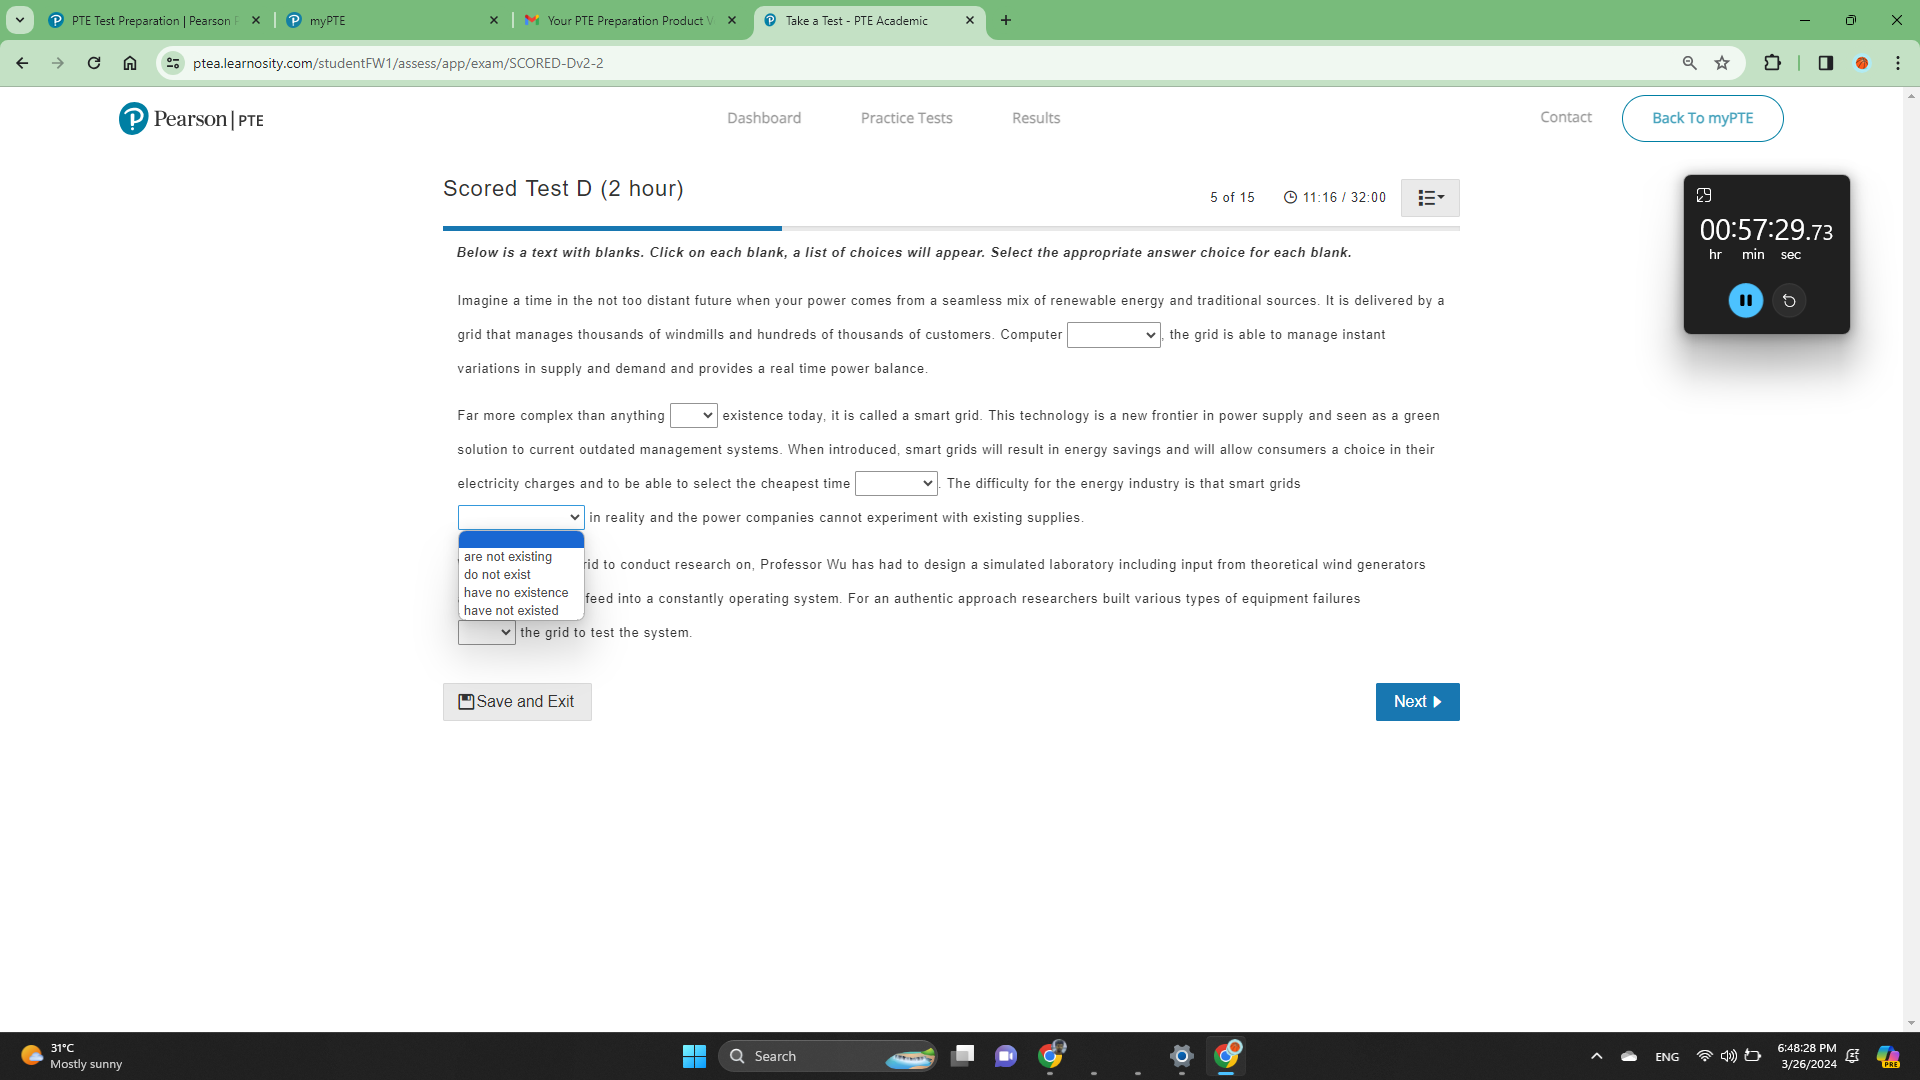 PTE Test Preparation | Pearson P
myPTE
Your PTE Preparation Product V
Take a Test - PTE Academic
ptea.learnosity.com/studentFW1/assess/app/exam/SCORED-Dv2-2
Pearson | PTE
Dashboard
Practice Tests
Results
Contact
Back To myPTE
Scored Test D (2 hour)
5 of 15
11:16 / 32:00
00:57:29.73
hr min sec
Below is a text with blanks. Click on each blank, a list of choices will appear. Select the appropriate answer choice for each blank.
Imagine a time in the not too distant future when your power comes from a seamless mix of renewable energy and traditional sources. It is delivered by a
grid that manages thousands of windmills and hundreds of thousands of customers. Computer , the grid is able to manage instant
variations in supply and demand and provides a real time power balance.
Far more complex than anything existence today, it is called a smart grid. This technology is a new frontier in power supply and seen as a green
solution to current outdated management systems. When introduced, smart grids will result in energy savings and will allow consumers a choice in their
electricity charges and to be able to select the cheapest time . The difficulty for the energy industry is that smart grids
in reality and the power companies cannot experiment with existing supplies.
are not existing
do not exist
have no existence
have not existed
rid to conduct research on, Professor Wu has had to design a simulated laboratory including input from theoretical wind generators
feed into a constantly operating system. For an authentic approach researchers built various types of equipment failures
the grid to test the system.
Save and Exit
Next
31°C
Mostly sunny
Search
ENG
6:48:28 PM
3/26/2024
PRE